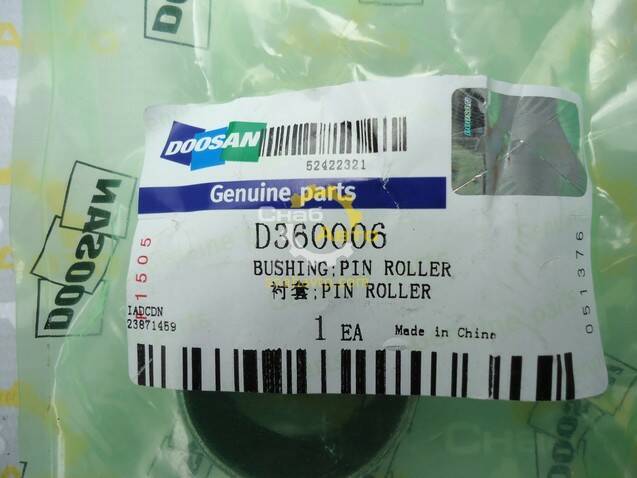 DOOSAN
52422321
Genuine parts
D360006
BUSHING;PIN ROLLER
衬套;PIN ROLLER
IADCDN
23871459
1 EA
Made in China
051376
DOOSAN